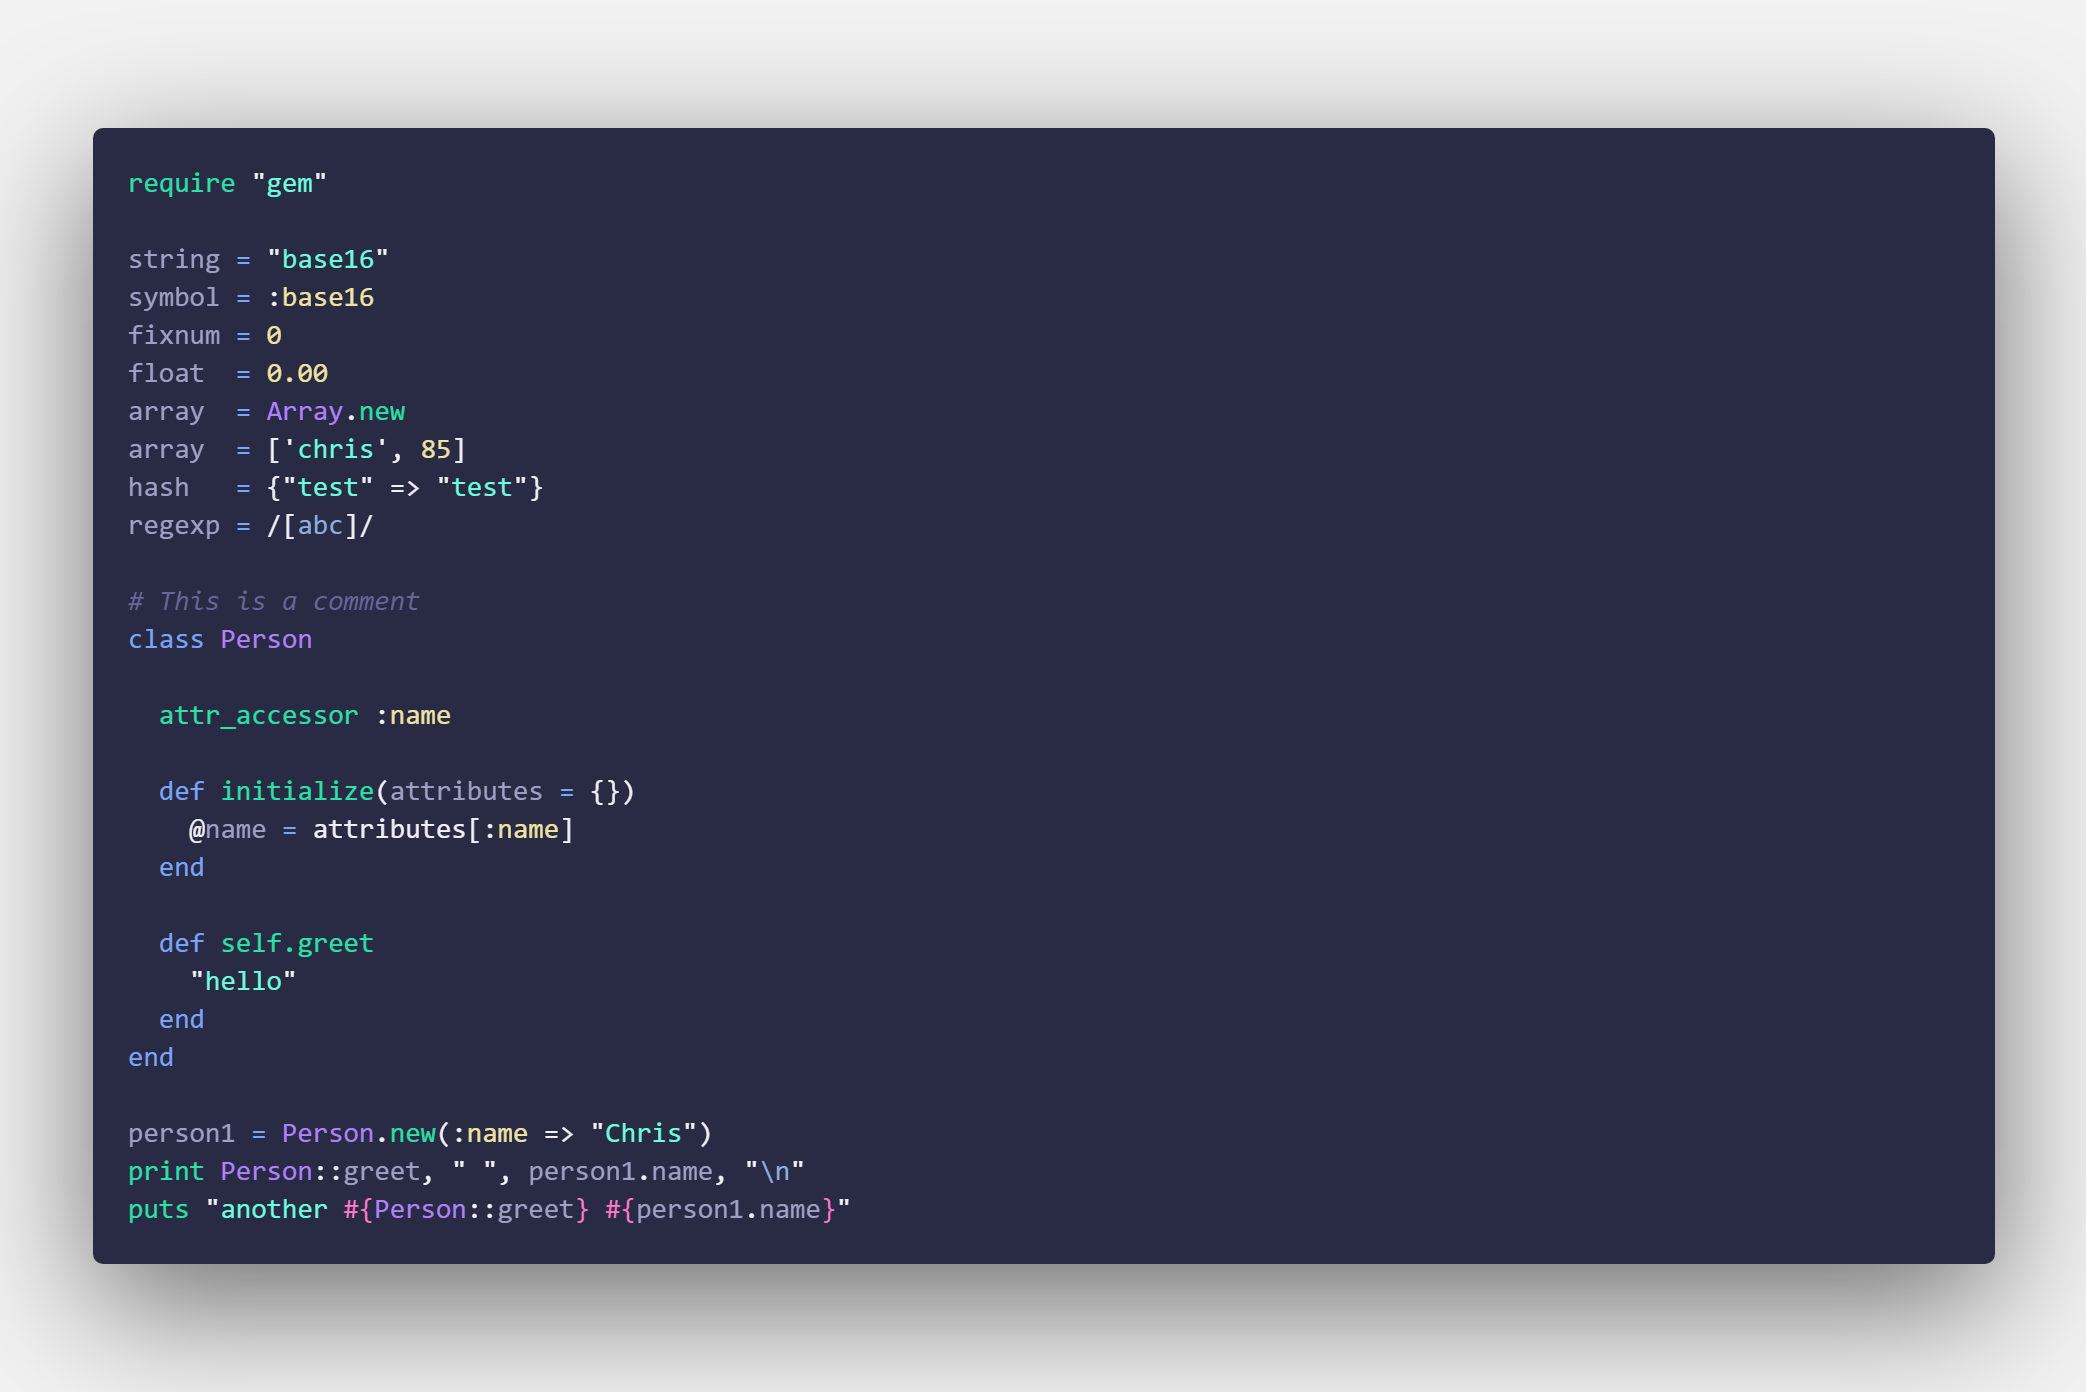 require "gem"

string = "base16"
symbol = :base16
fixnum = 0
float  = 0.00
array  = Array.new
array  = ['chris', 85]
hash   = {"test" => "test"}
regexp = /[abc]/

# This is a comment
class Person

  attr_accessor :name

  def initialize(attributes = {})
    @name = attributes[:name]
  end

  def self.greet
    "hello"
  end
end

person1 = Person.new(:name => "Chris")
print Person::greet, " ", person1.name, "\n"
puts "another #{Person::greet} #{person1.name}"